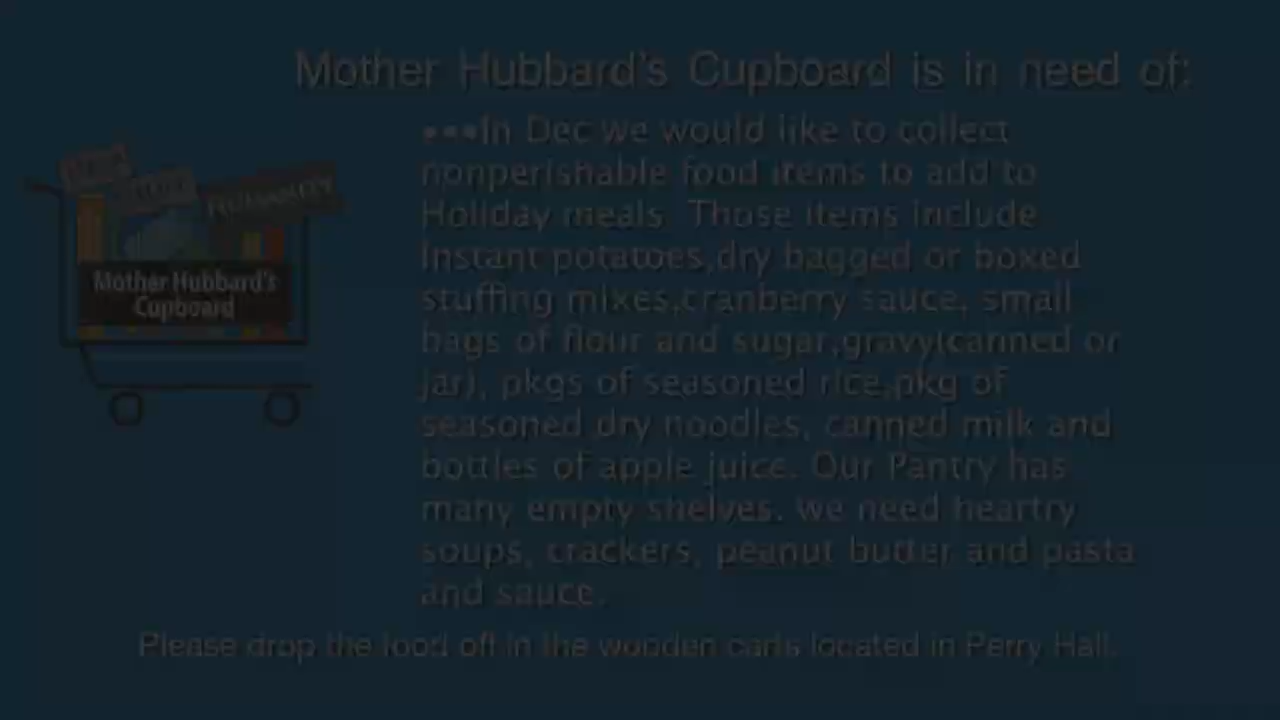 Mother Hubbard's Cupboard is in need of:
•••In Dec we would like to collect
nonperishable food items to add to
Holiday meals. Those items include
Instant potatoes,dry bagged or boxed
stuffing mixes,cranberry sauce, small
bags of flour and sugar,gravy(canned or
jar), pkgs of seasoned rice,pkg of
seasoned dry noodles, canned milk and
bottles of apple juice. Our Pantry has
many empty shelves. we need heartry
soups, crackers, peanut butter and pasta
and sauce.
Mother Hubbard's
Cupboard
Please drop the food off in the wooden carts located in Perry Hall.